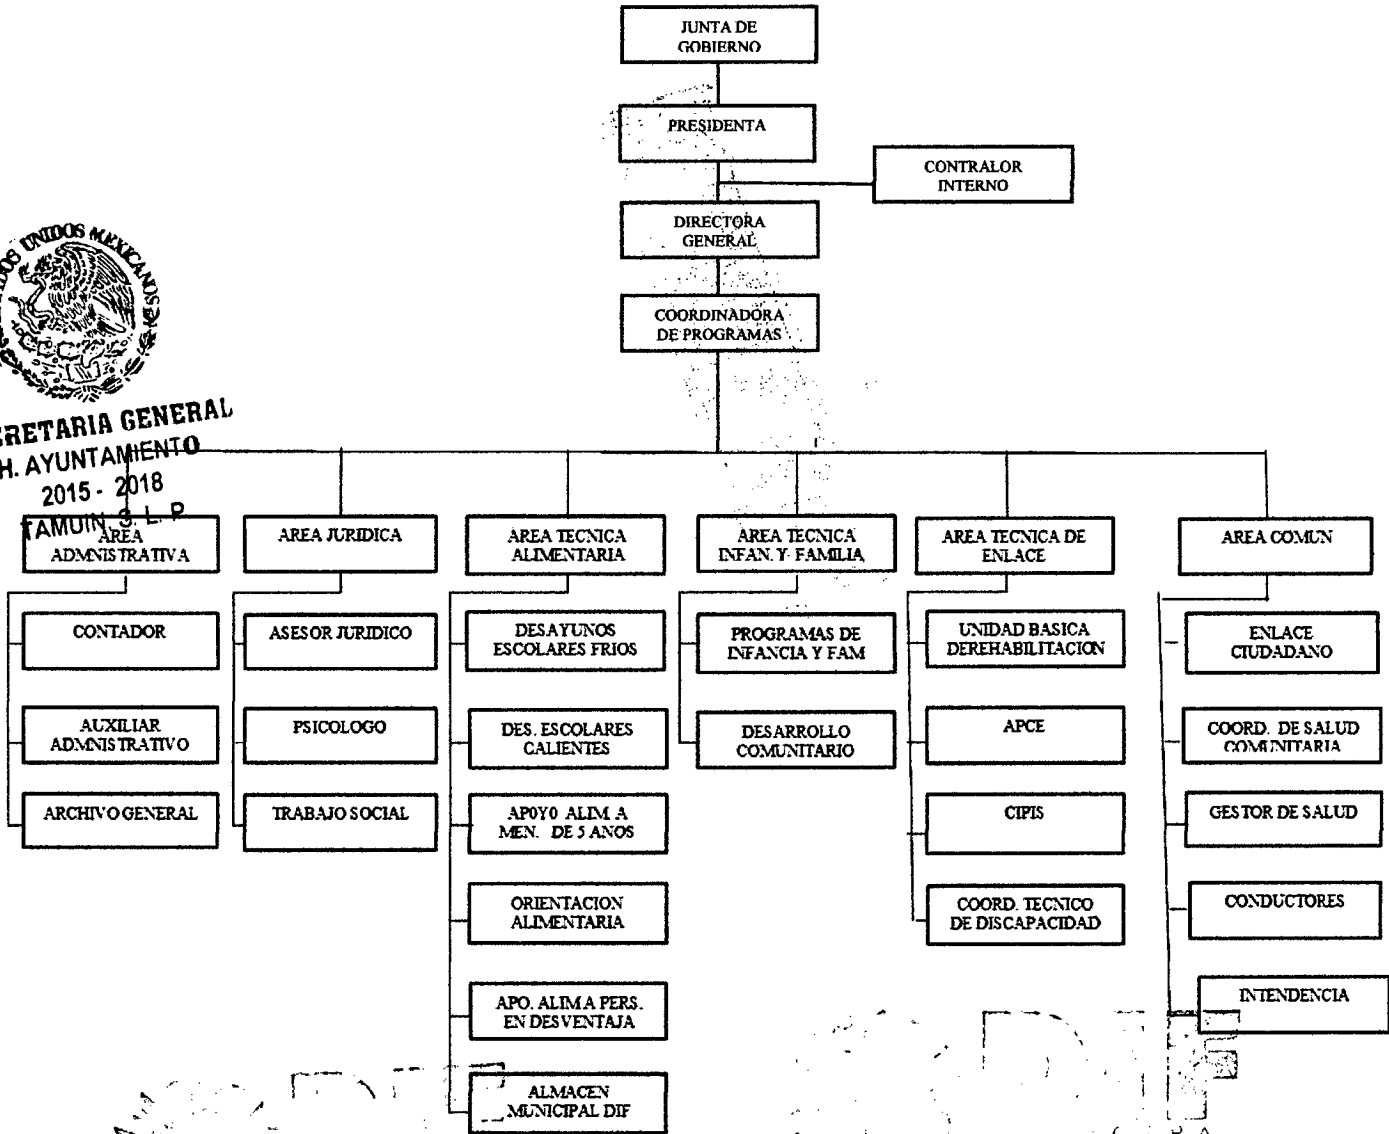 JUNTA DE
GOBIERNO
PRESIDENTA
CONTRALOR
INTERNO
DIRECTORA
GENERAL
COORDINADORA
DE PROGRAMAS
UNIDOS MEXICANOS
RETARIA GENERAL
H. AYUNTAMIENTO
2015 - 2018
TAMUIN, S. L. P
AREA
ADMNISTRATIVA
CONTADOR
AUXILIAR
ADMNISTRATIVO
ARCHIVO GENERAL
AREA JURIDICA
ASESOR JURIDICO
PSICOLOGO
TRABAJO SOCIAL
AREA TECNICA
ALIMENTARIA
DESAYUNOS
ESCOLARES FRIOS
DES. ESCOLARES
CALIENTES
APOYO ALIM. A
MEN. DE 5 ANOS
ORIENTACION
ALIMENTARIA
APO. ALIM A PERS.
EN DESVENTAJA
ALMACEN
MUNICIPAL DIF
AREA TECNICA
INFAN. Y FAMILIA
PROGRAMAS DE
INFANCIA Y FAM
DESARROLLO
COMUNITARIO
AREA TECNICA DE
ENLACE
UNIDAD BASICA
DEREHABILITACION
APCE
CIPIS
COORD. TECNICO
DE DISCAPACIDAD
AREA COMUN
ENLACE
CIUDADANO
COORD. DE SALUD
COMUNITARIA
GESTOR DE SALUD
CONDUCTORES
INTENDENCIA